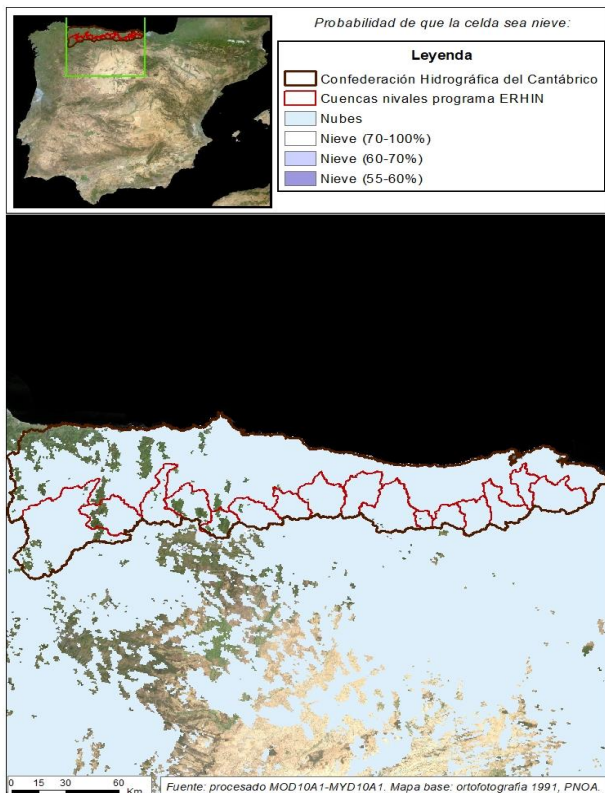 Probabilidad de que la celda sea nieve:
Leyenda
Confederación Hidrográfica del Cantábrico
Cuencas nivales programa ERHIN
Nubes
Nieve (70-100%)
Nieve (60-70%)
Nieve (55-60%)
0 15 30 60
Km
Fuente: procesado MOD10A1-MYD10A1. Mapa base: ortofotografía 1991, PNOA.